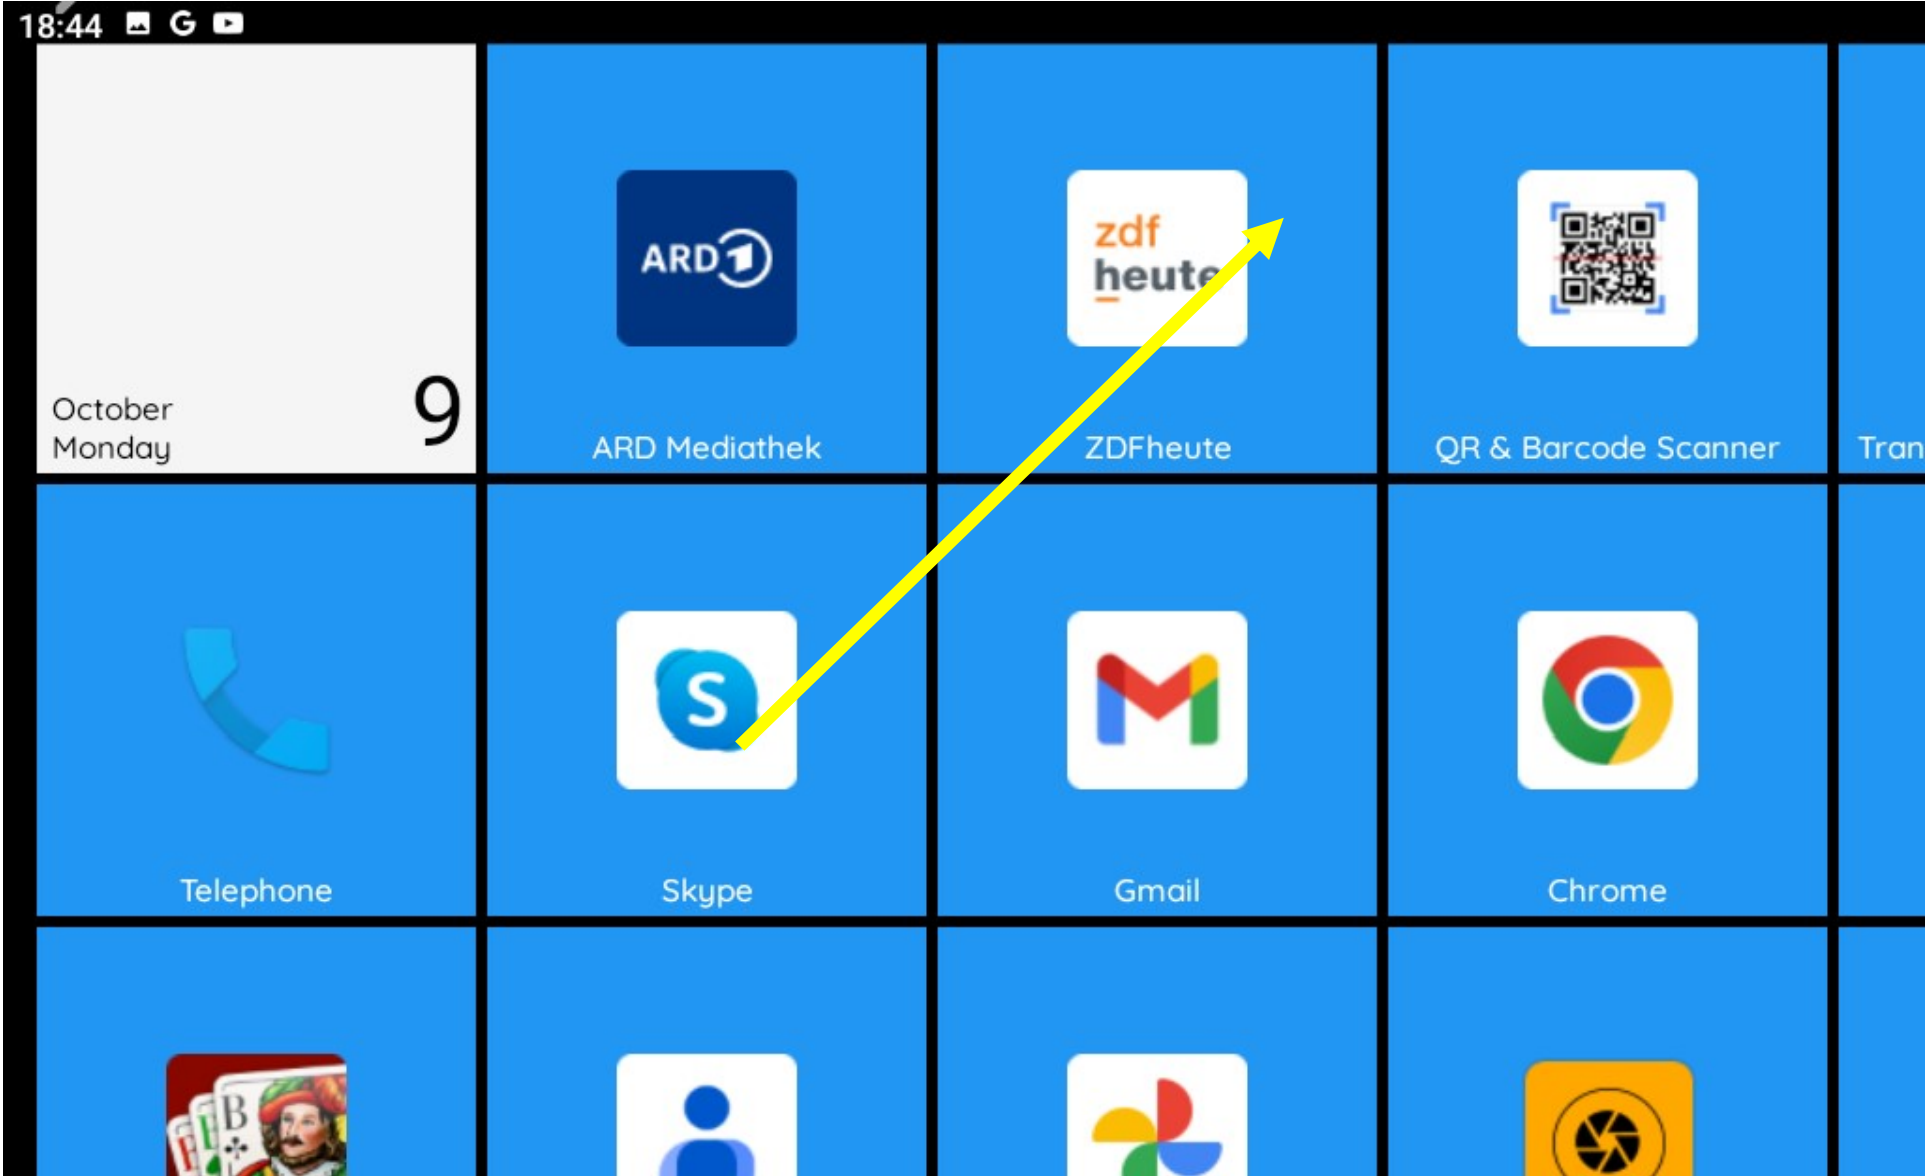 18:44
October
Monday
9
ARD
ARD Mediathek
zdf
heute
ZDFheute
QR & Barcode Scanner
Tran
Telephone
S
Skype
Gmail
Chrome
B